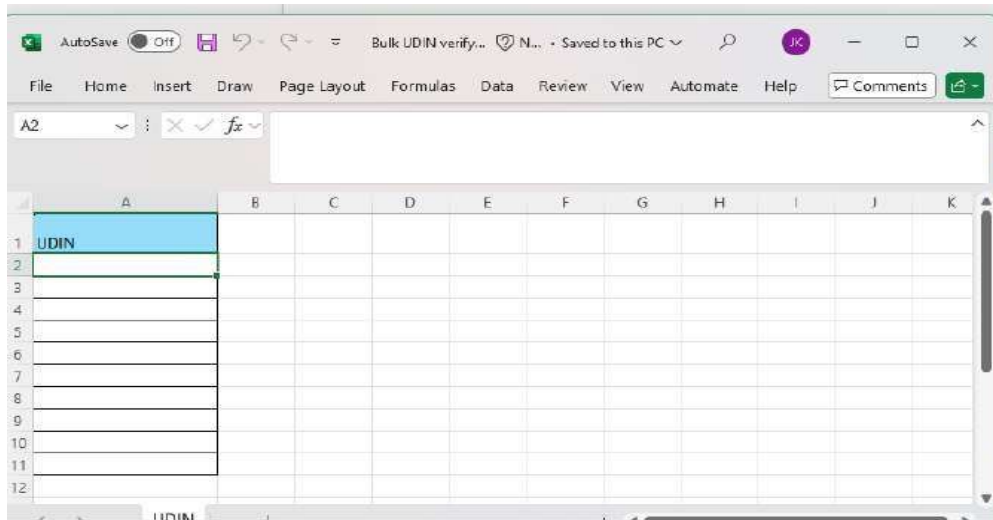 AutoSave Off Bulk UDIN verify... N... • Saved to this PC JK
File Home Insert Draw Page Layout Formulas Data Review View Automate Help Comments
A2 fx
A B C D E F G H I J K
1 UDIN
2
3
4
5
6
7
8
9
10
11
12
UDIN